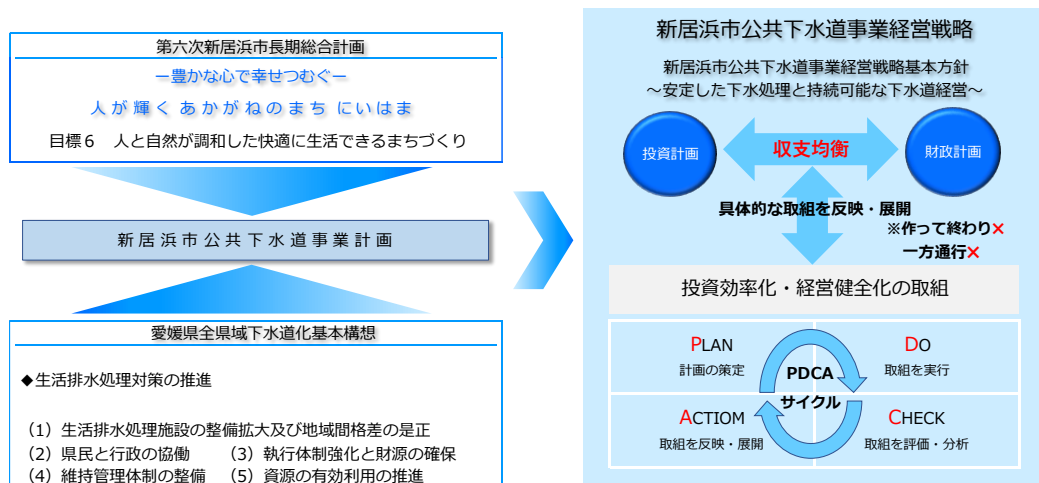 第六次新居浜市長期総合計画
ー豊かな心で幸せつむぐー
人が輝く あかがねのまち にいはま
目標６　人と自然が調和した快適に生活できるまちづくり
新居浜市公共下水道事業計画
愛媛県全県域下水道化基本構想
◆生活排水処理対策の推進
（1）生活排水処理施設の整備拡大及び地域間格差の是正
（2）県民と行政の協働　（3）執行体制強化と財源の確保
（4）維持管理体制の整備　（5）資源の有効利用の推進
新居浜市公共下水道事業経営戦略
新居浜市公共下水道事業経営戦略基本方針
～安定した下水処理と持続可能な下水道経営～
投資計画
収支均衡
財政計画
具体的な取組を反映・展開
※作って終わり×
一方通行×
投資効率化・経営健全化の取組
PLAN
計画の策定
DO
取組を実行
PDCA
サイクル
ACTIOM
取組を反映・展開
CHECK
取組を評価・分析